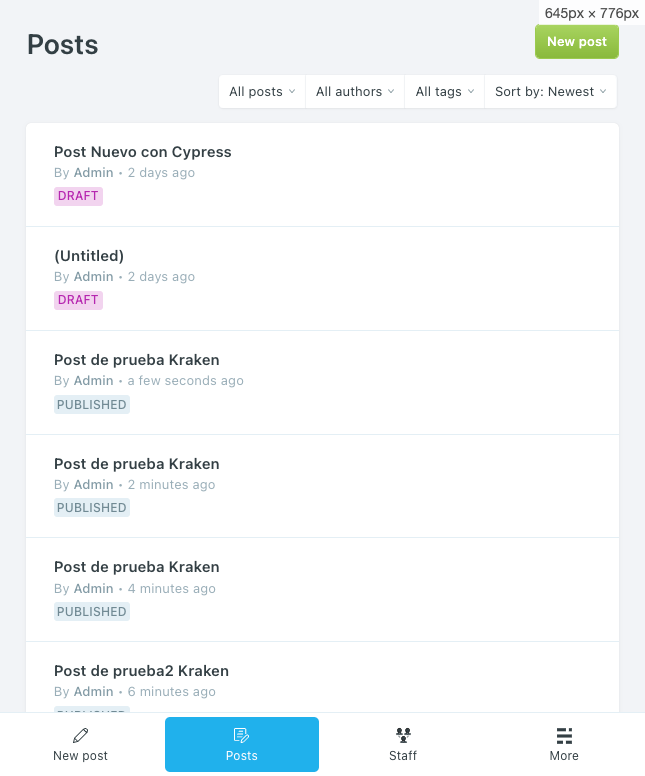 645px × 776px
Posts
New post
All posts
All authors
All tags
Sort by: Newest
Post Nuevo con Cypress
By Admin • 2 days ago
DRAFT
(Untitled)
By Admin • 2 days ago
DRAFT
Post de prueba Kraken
By Admin • a few seconds ago
PUBLISHED
Post de prueba Kraken
By Admin • 2 minutes ago
PUBLISHED
Post de prueba Kraken
By Admin • 4 minutes ago
PUBLISHED
Post de prueba2 Kraken
By Admin • 6 minutes ago
PUBLISHED
New post
Posts
Staff
More